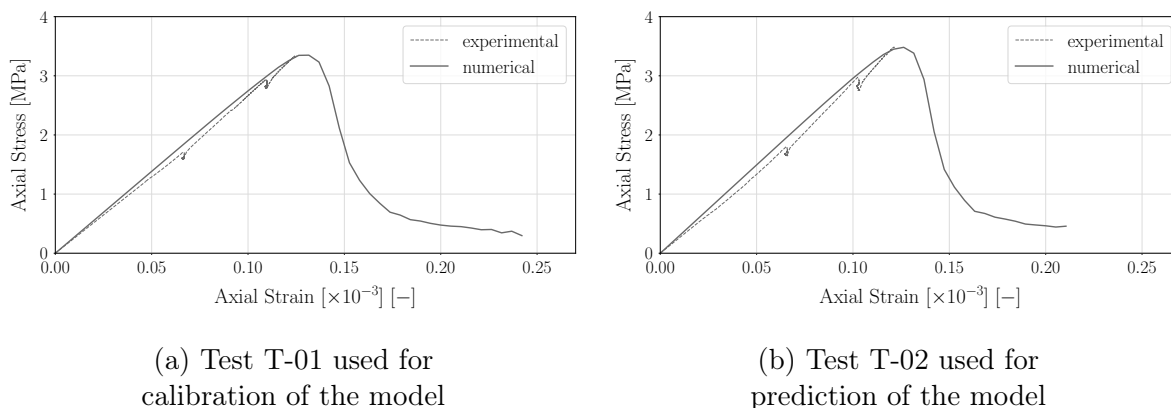 4
3
2
1
0
Axial Stress [MPa]
experimental
numerical
0.00 0.05 0.10 0.15 0.20 0.25
Axial Strain [×10⁻³] [−]
(a) Test T-01 used for
calibration of the model
4
3
2
1
0
Axial Stress [MPa]
experimental
numerical
0.00 0.05 0.10 0.15 0.20 0.25
Axial Strain [×10⁻³] [−]
(b) Test T-02 used for
prediction of the model